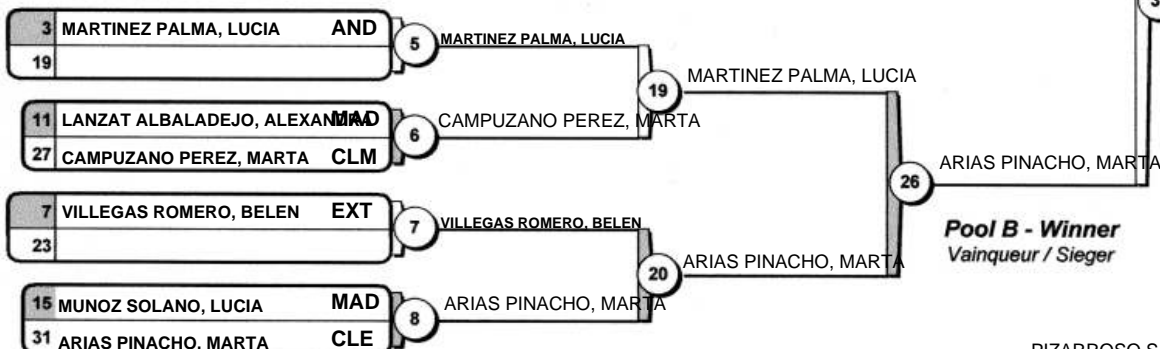 3 MARTINEZ PALMA, LUCIA AND
19
5
MARTINEZ PALMA, LUCIA
11 LANZAT ALBALADEJO, ALEXANDRA MAD
27 CAMPUZANO PEREZ, MARTA CLM
6
CAMPUZANO PEREZ, MARTA
19
MARTINEZ PALMA, LUCIA
7 VILLEGAS ROMERO, BELEN EXT
23
7
VILLEGAS ROMERO, BELEN
15 MUNOZ SOLANO, LUCIA MAD
31 ARIAS PINACHO, MARTA CLE
8
ARIAS PINACHO, MARTA
20
ARIAS PINACHO, MARTA
26
ARIAS PINACHO, MARTA
Pool B - Winner
Vainqueur / Sieger